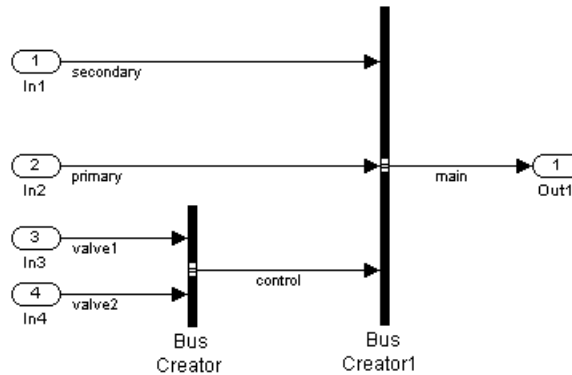 1
secondary
In1
2
primary
main
1
In2
Out1
3
valve1
In3
control
4
valve2
In4
Bus
Creator
Bus
Creator1